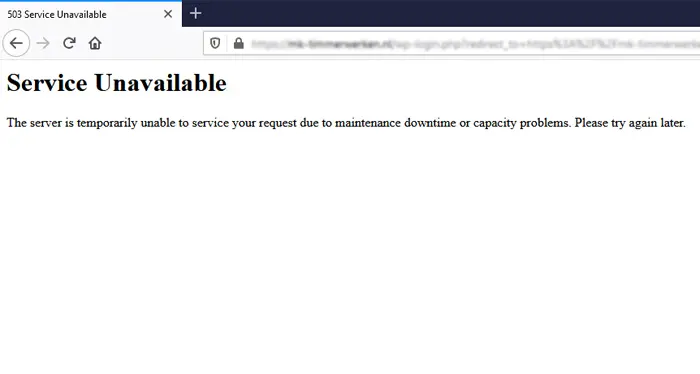 503 Service Unavailable
Service Unavailable
The server is temporarily unable to service your request due to maintenance downtime or capacity problems. Please try again later.